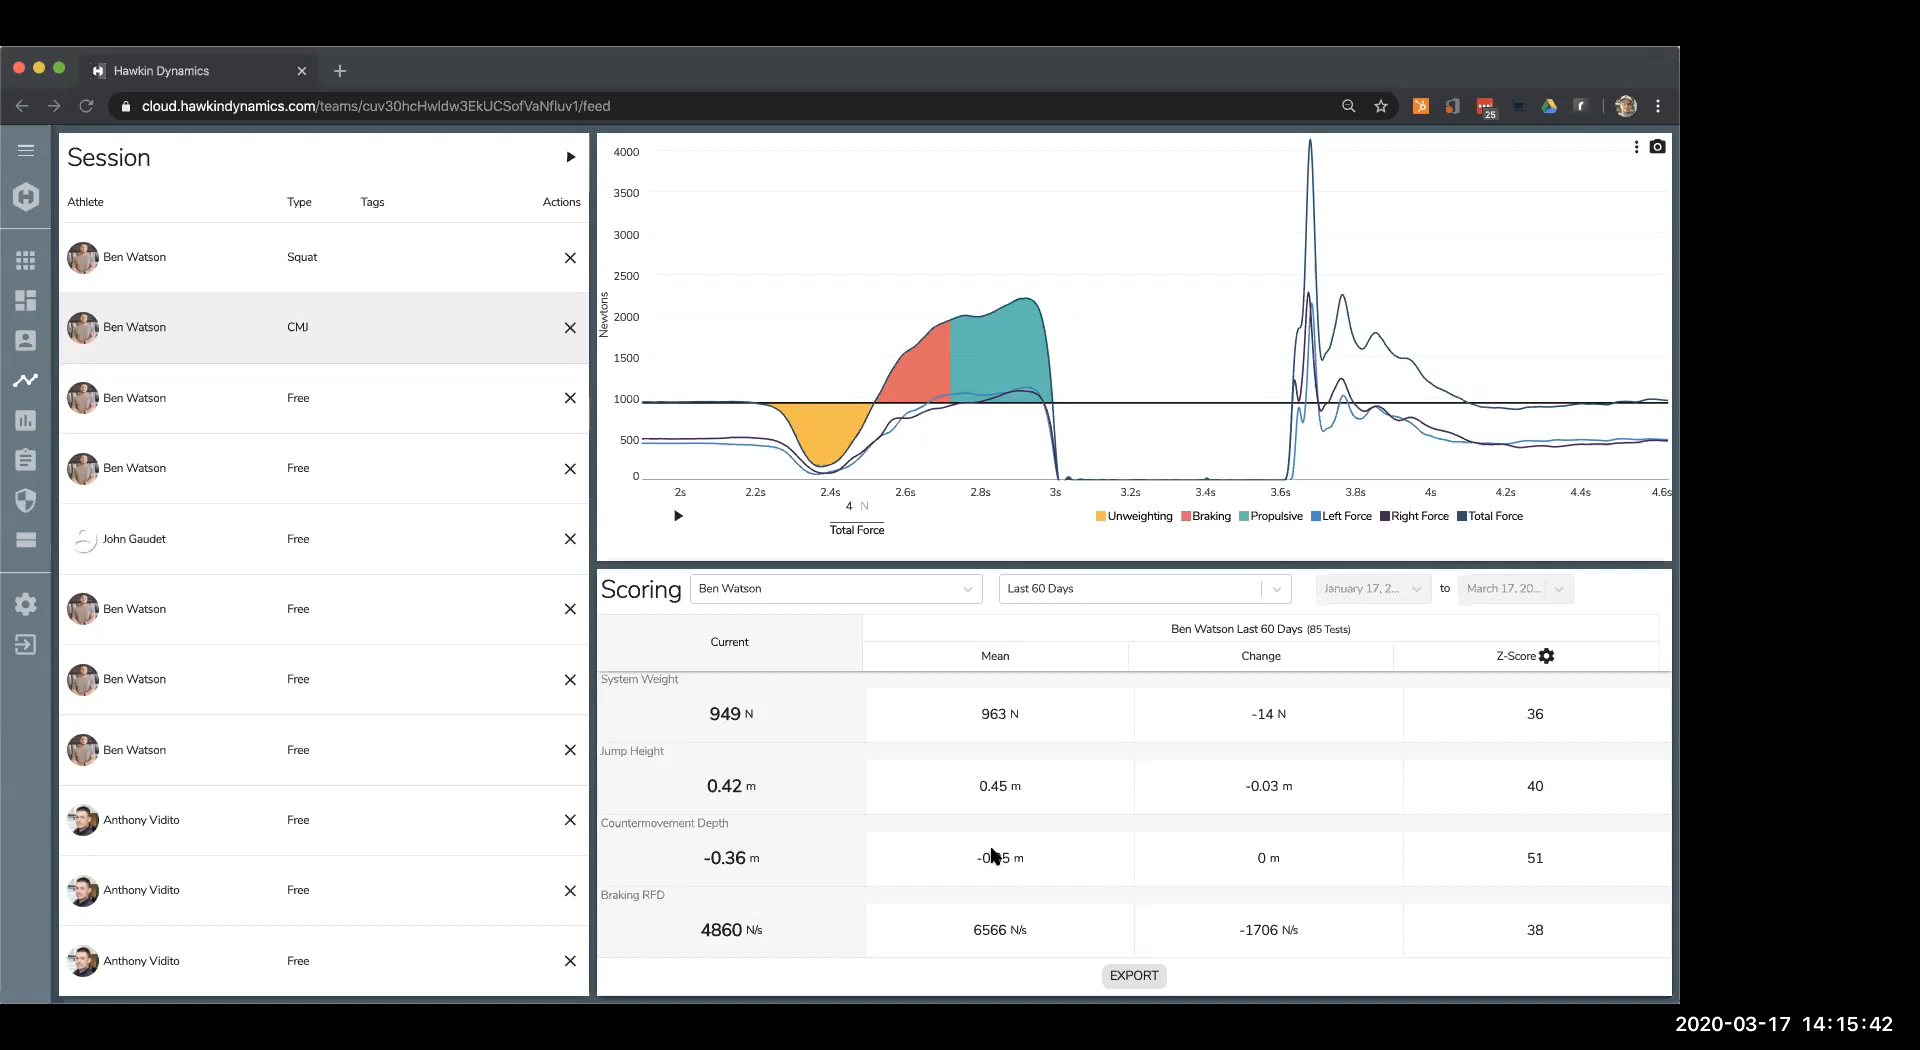 Hawkin Dynamics
cloud.hawkindynamics.com/teams/cuv30hcHwldw3EkUCSofVaNfluv1/feed
25
Session
Athlete Type Tags Actions
Ben Watson Squat
Ben Watson CMJ
Ben Watson Free
Ben Watson Free
John Gaudet Free
Ben Watson Free
Ben Watson Free
Ben Watson Free
Anthony Vidito Free
Anthony Vidito Free
Anthony Vidito Free
Newtons
4000
3500
3000
2500
2000
1500
1000
500
0
2s 2.2s 2.4s 2.6s 2.8s 3s 3.2s 3.4s 3.6s 3.8s 4s 4.2s 4.4s 4.6s
4 N
Total Force
Unweighting Braking Propulsive Left Force Right Force Total Force
Scoring Ben Watson Last 60 Days January 17, 2... to March 17, 20...
Current
Ben Watson Last 60 Days (85 Tests)
Mean Change Z-Score
System Weight
949 N 963 N -14 N 36
Jump Height
0.42 m 0.45 m -0.03 m 40
Countermovement Depth
-0.36 m m 0 m 51
Braking RFD
4860 N/s 6566 N/s -1706 N/s 38
EXPORT
2020-03-17 14:15:42